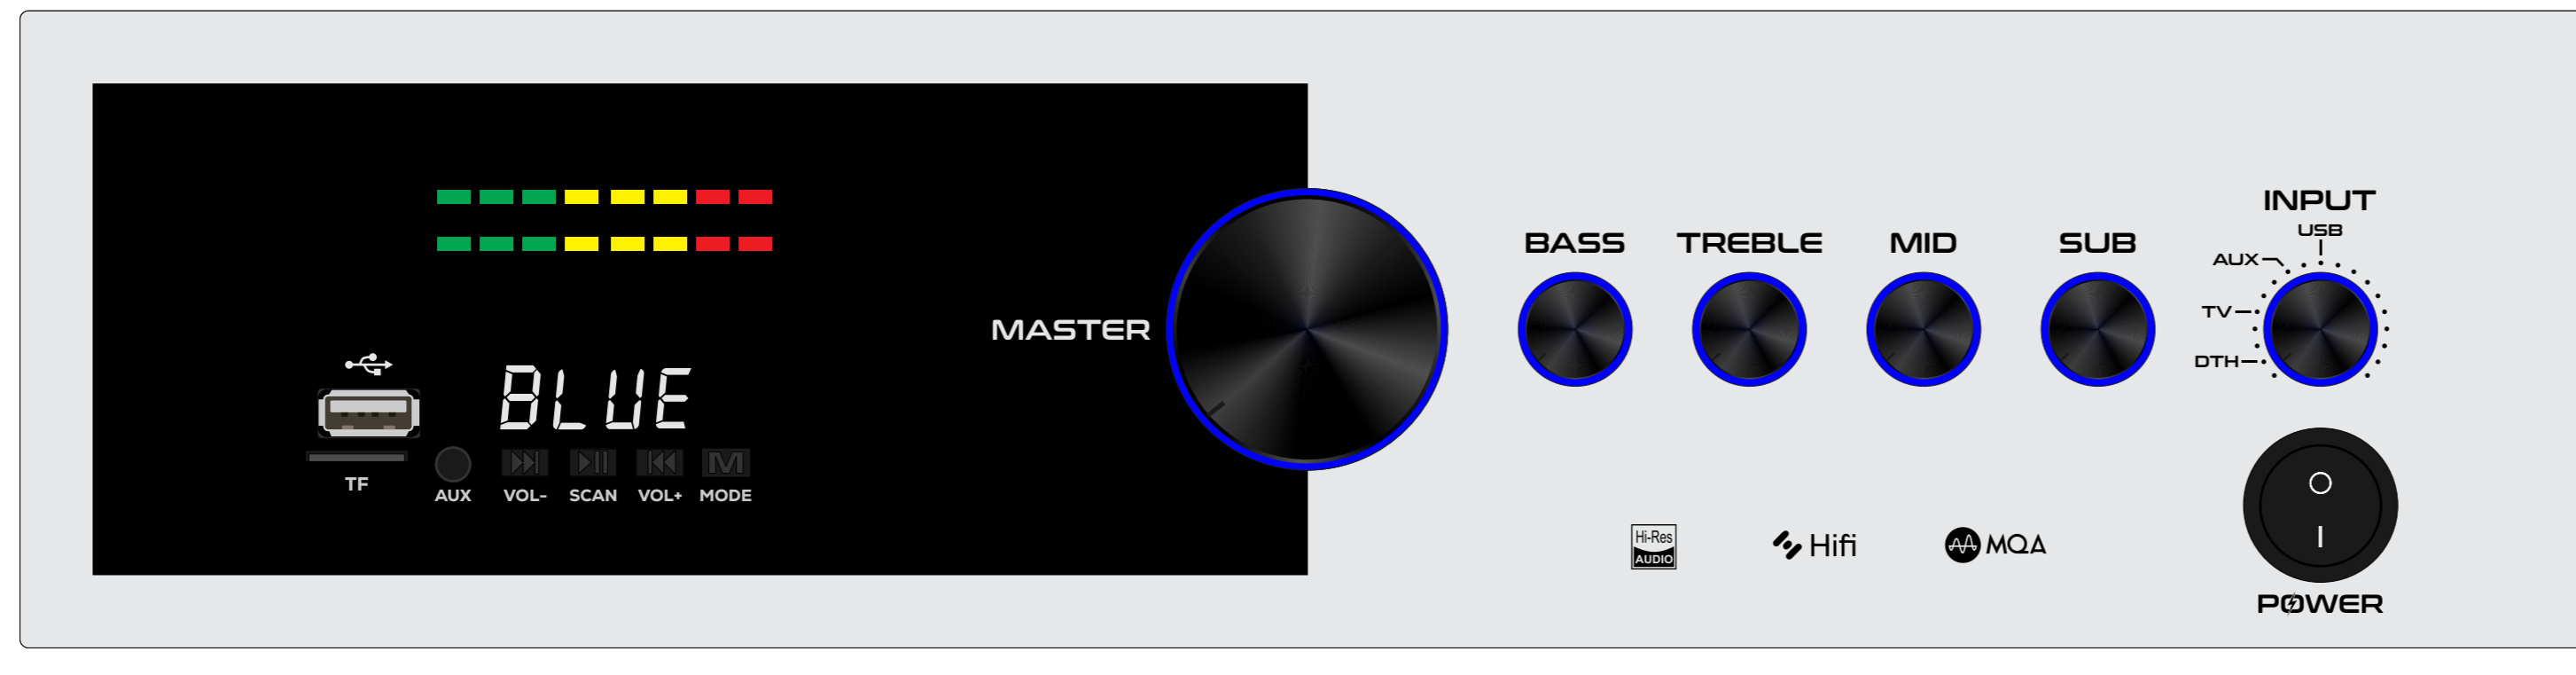 BLUE
TF
AUX
VOL-
SCAN
VOL+
M
MODE
MASTER
BASS
TREBLE
MID
SUB
INPUT
USB
AUX
TV
DTH
Hi-Res
AUDIO
Hifi
MQA
POWER